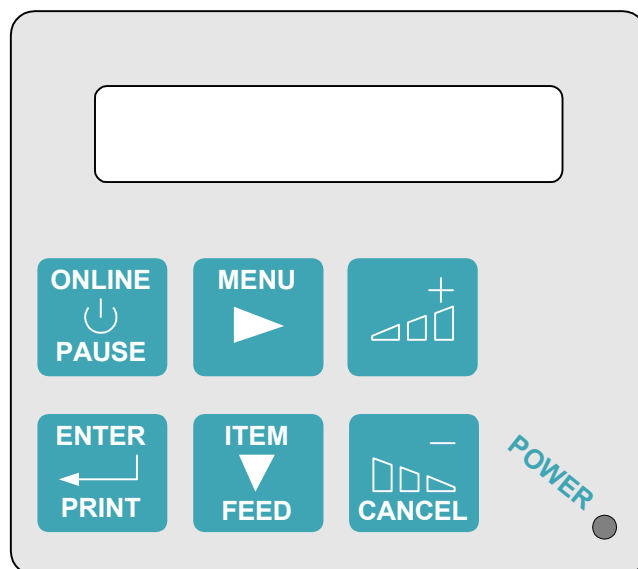 ONLINE
PAUSE
MENU
+
ENTER
PRINT
ITEM
FEED
−
CANCEL
POWER